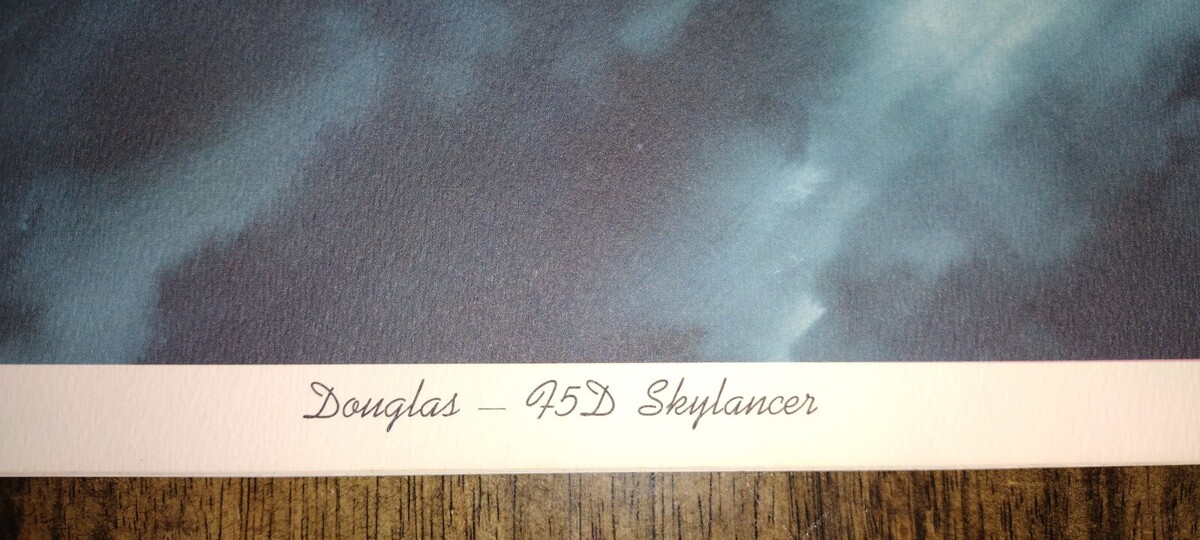 Douglas — F5D Skylancer